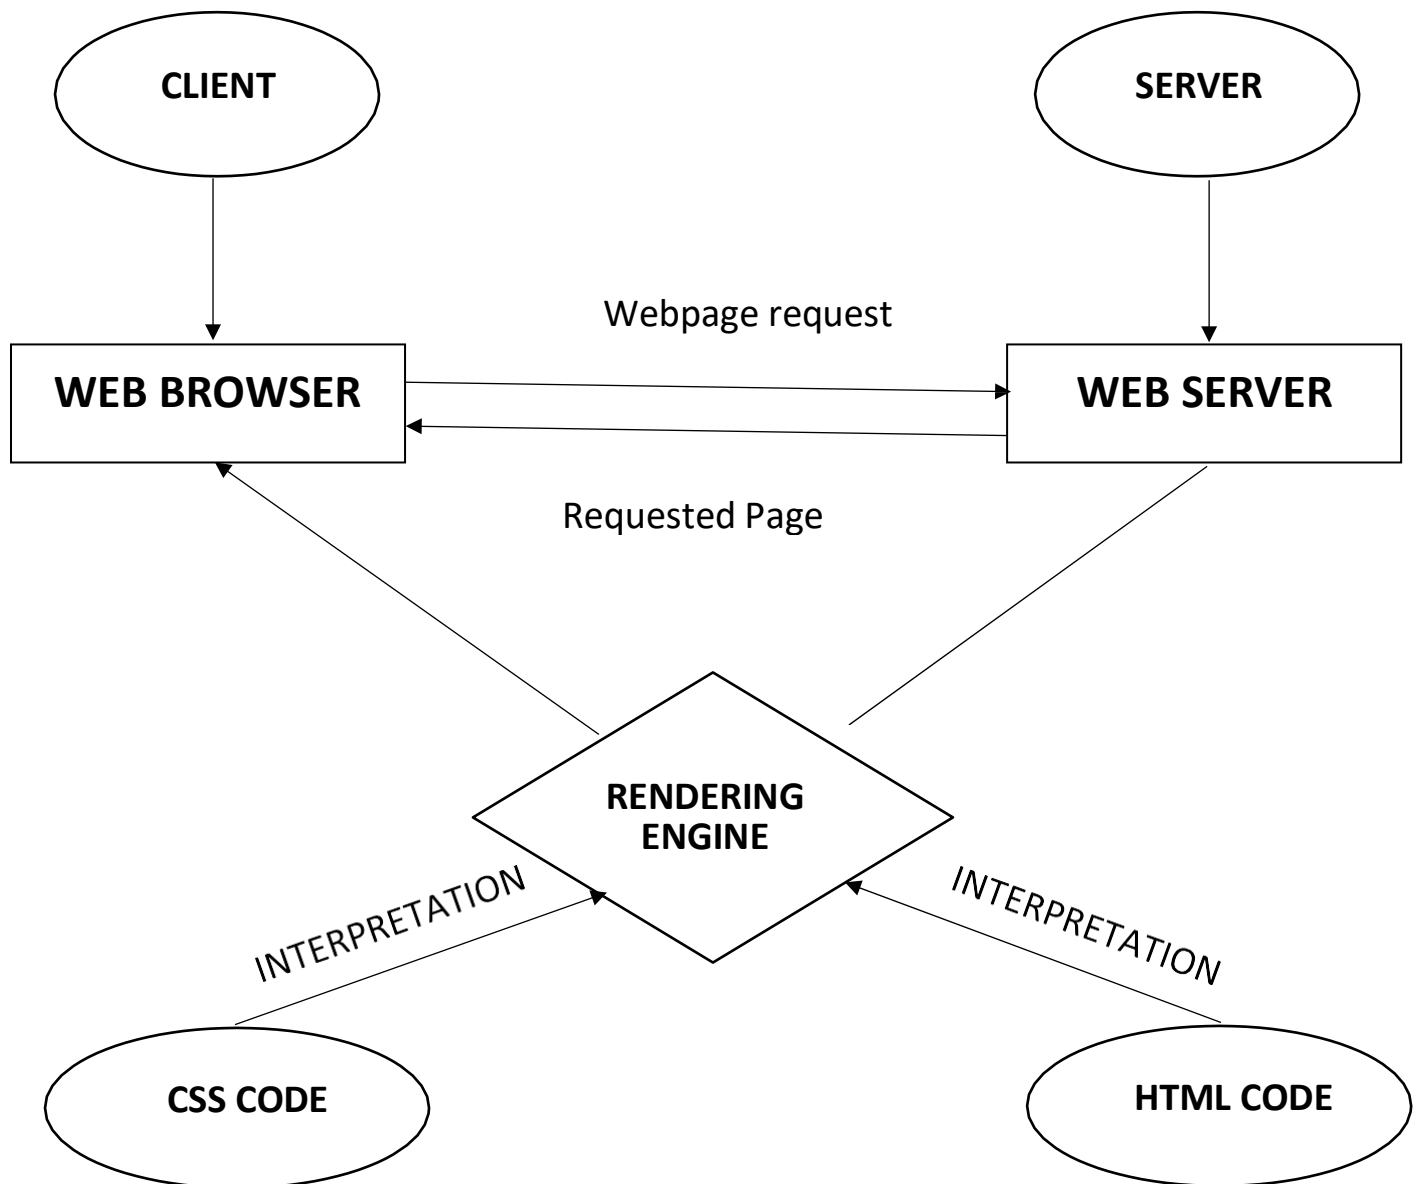 CLIENT
SERVER
Webpage request
WEB BROWSER
WEB SERVER
Requested Page
RENDERING
ENGINE
INTERPRETATION
INTERPRETATION
CSS CODE
HTML CODE